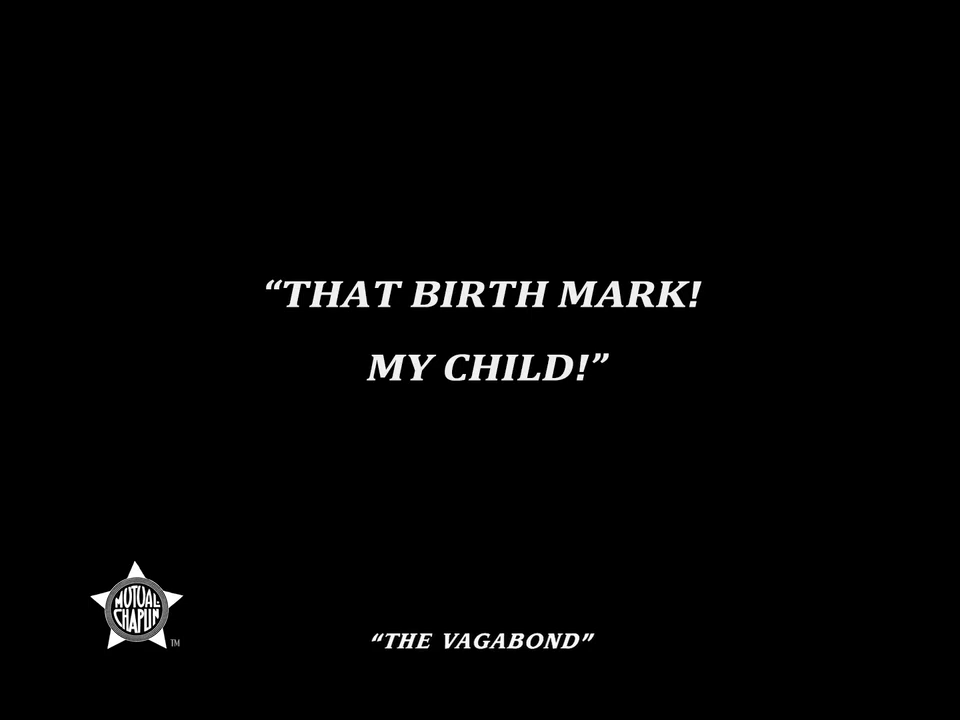 “THAT BIRTH MARK!
MY CHILD!”
MUTUAL-
CHAPLIN
TM
“THE VAGABOND”